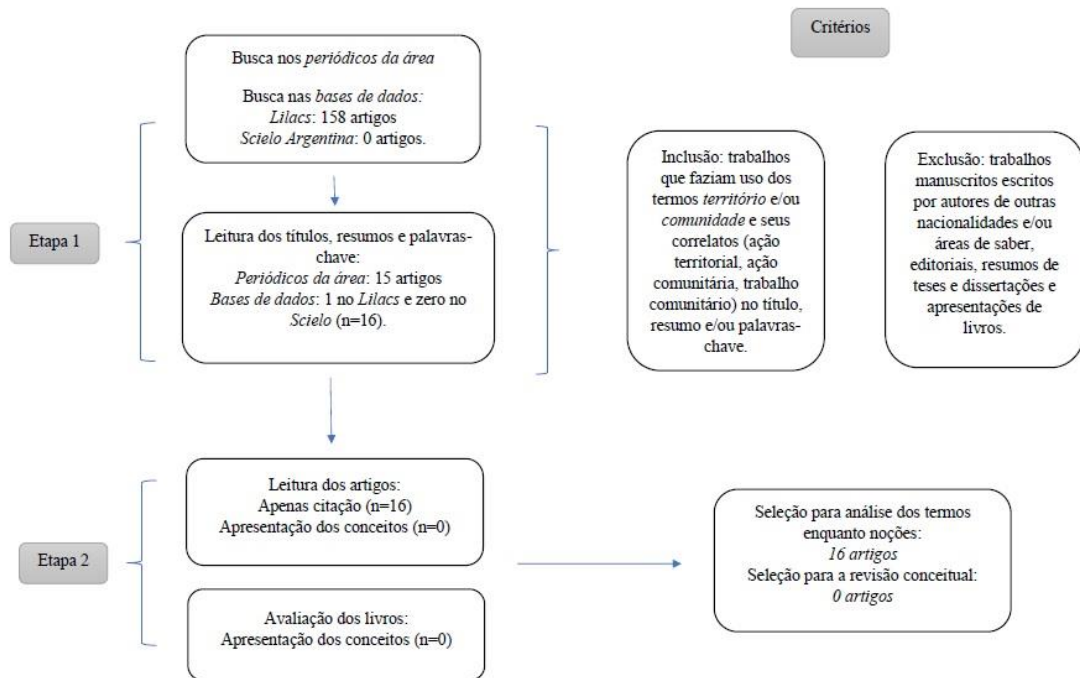 Critérios
Busca nos periódicos da área
Busca nas bases de dados:
Lilacs: 158 artigos
Scielo Argentina: 0 artigos.
Etapa 1
Leitura dos títulos, resumos e palavras-
chave:
Periódicos da área: 15 artigos
Bases de dados: 1 no Lilacs e zero no
Scielo (n=16).
Inclusão: trabalhos
que faziam uso dos
termos território e/ou
comunidade e seus
correlatos (ação
territorial, ação
comunitária, trabalho
comunitário) no título,
resumo e/ou palavras-
chave.
Exclusão: trabalhos
manuscritos escritos
por autores de outras
nacionalidades e/ou
áreas de saber,
editoriais, resumos de
teses e dissertações e
apresentações de
livros.
Etapa 2
Leitura dos artigos:
Apenas citação (n=16)
Apresentação dos conceitos (n=0)
Avaliação dos livros:
Apresentação dos conceitos (n=0)
Seleção para análise dos termos
enquanto noções:
16 artigos
Seleção para a revisão conceitual:
0 artigos